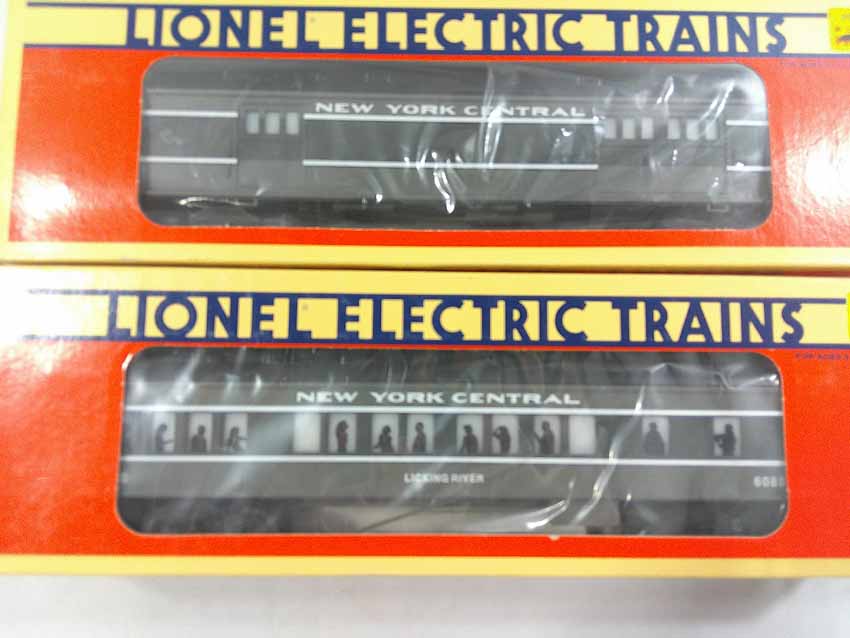 LIONEL ELECTRIC TRAINS
NEW YORK CENTRAL
LIONEL ELECTRIC TRAINS
NEW YORK CENTRAL
LICKING RIVER